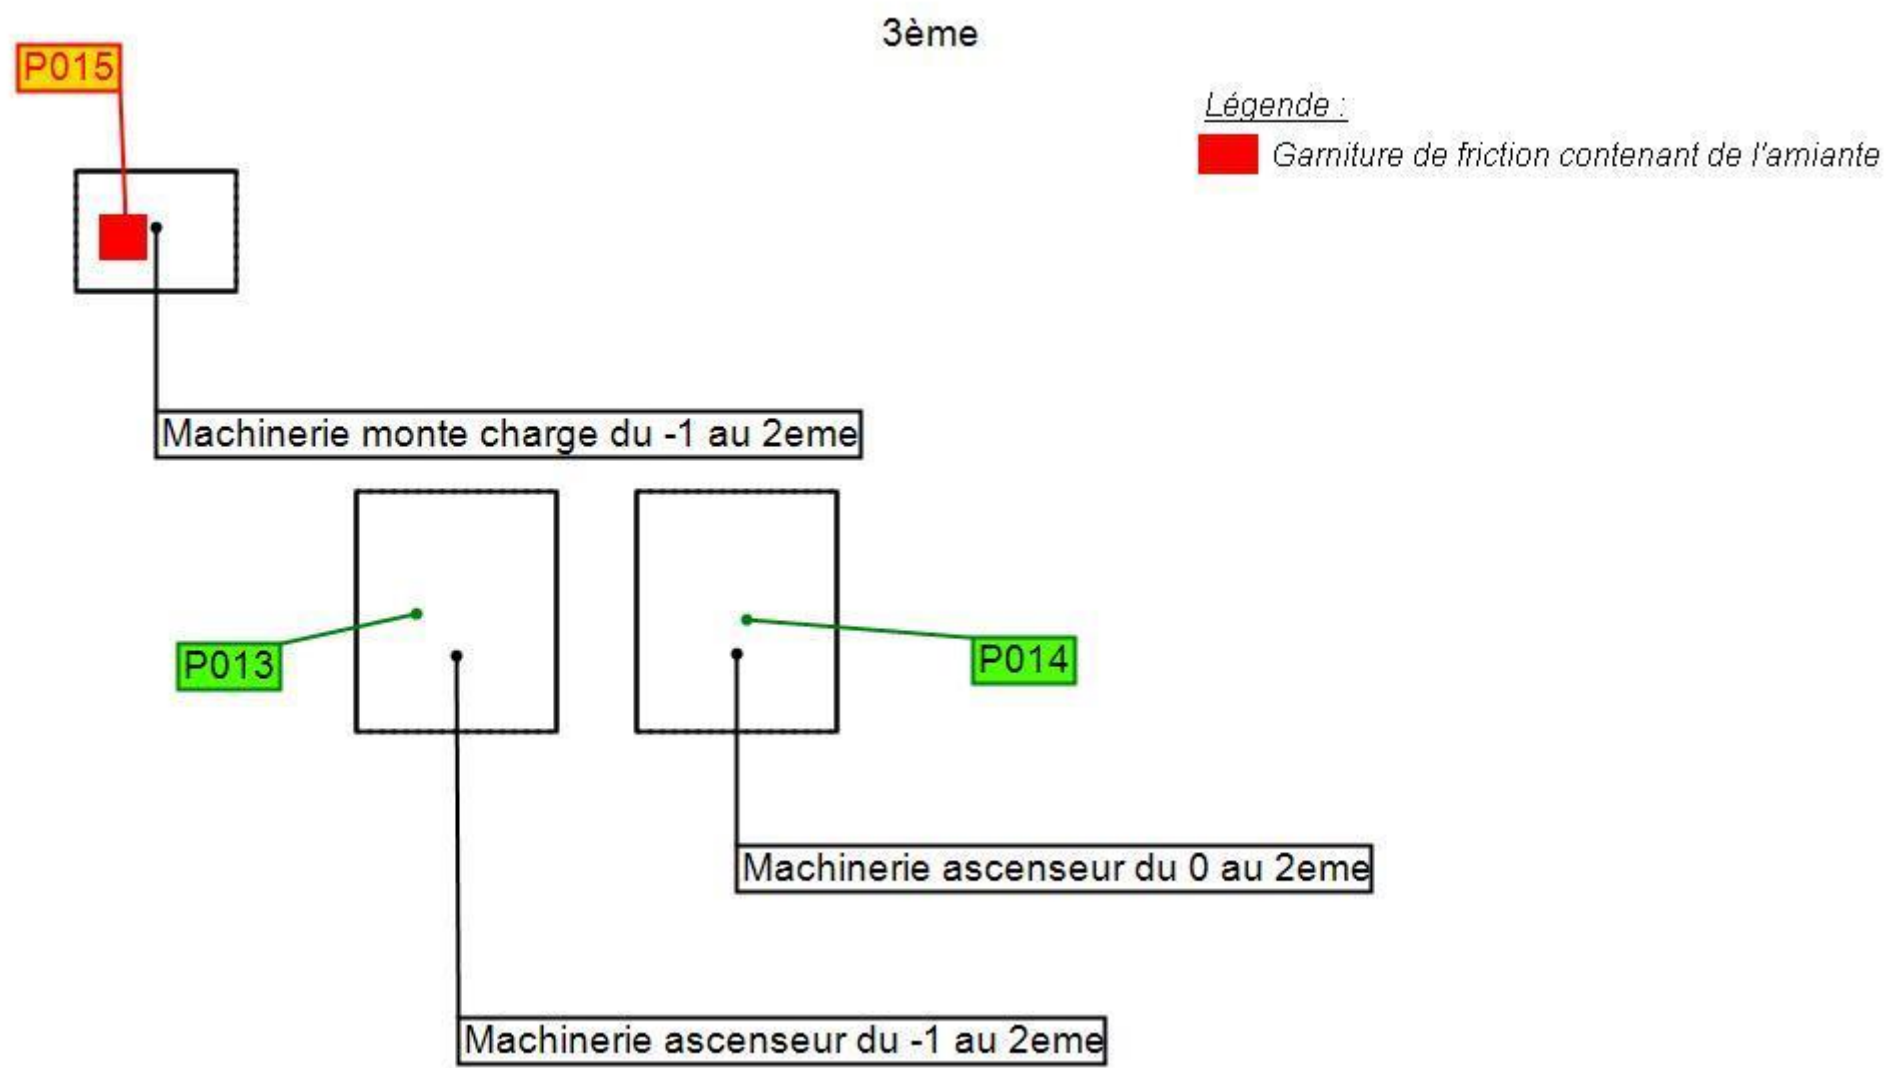 3ème
P015
Légende :
Garniture de friction contenant de l'amiante
Machinerie monte charge du -1 au 2eme
P013
P014
Machinerie ascenseur du 0 au 2eme
Machinerie ascenseur du -1 au 2eme